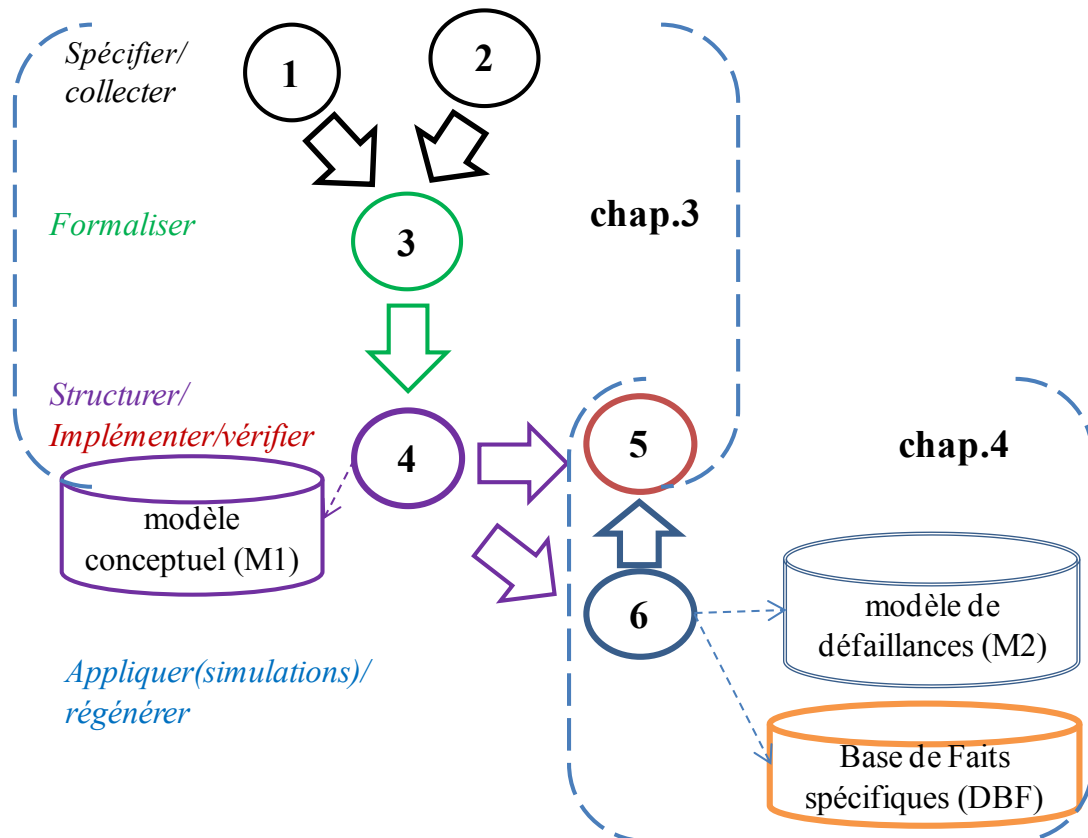 Spécifier/
collecter
1
2
Formaliser
3
chap.3
Structurer/
Implémenter/vérifier
4
5
chap.4
modèle
conceptuel (M1)
6
modèle de
défaillances (M2)
Appliquer(simulations)/
régénérer
Base de Faits
spécifiques (DBF)